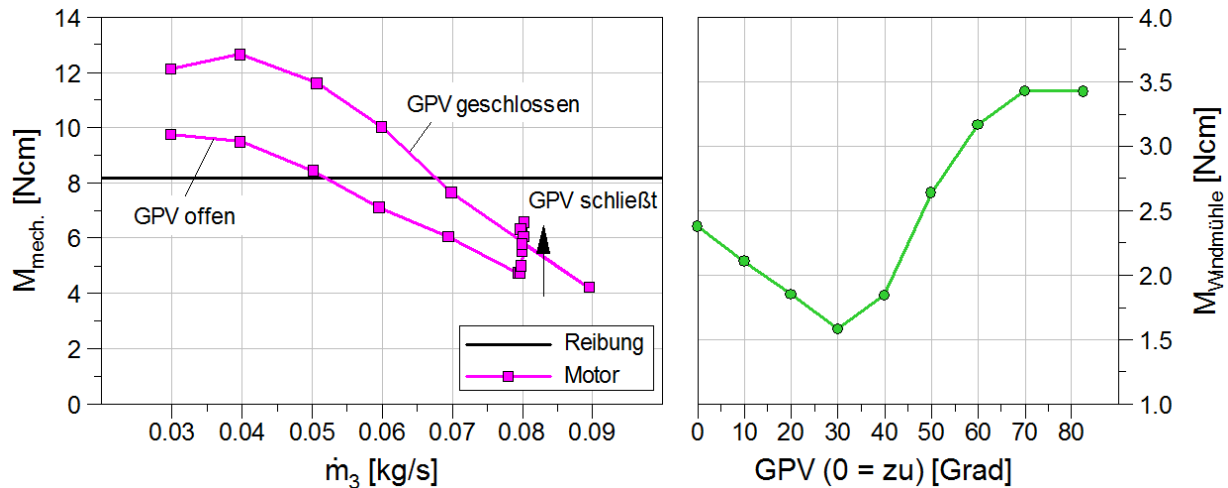 14
12
10
8
6
4
2
0
M mech. [Ncm]
GPV geschlossen
GPV offen
GPV schließt
Reibung
Motor
0.03 0.04 0.05 0.06 0.07 0.08 0.09
ṁ₃ [kg/s]
4.0
3.5
3.0
2.5
2.0
1.5
1.0
M Windmühle [Ncm]
0 10 20 30 40 50 60 70 80
GPV (0 = zu) [Grad]